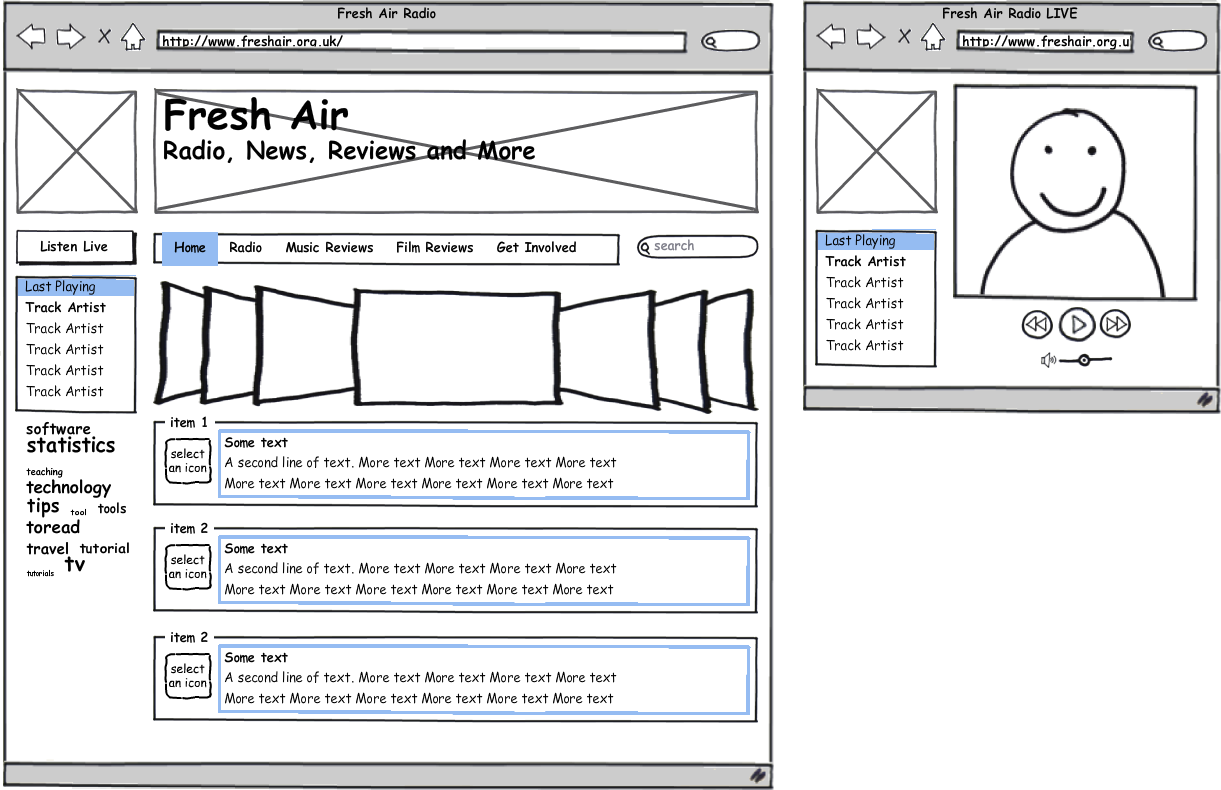 Fresh Air Radio
http://www.freshair.ora.uk/
Fresh Air
Radio, News, Reviews and More
Listen Live
Home Radio Music Reviews Film Reviews Get Involved
search
Last Playing
Track Artist
Track Artist
Track Artist
Track Artist
Track Artist
software
statistics
teaching
technology
tips tool tools
toread
travel tutorial
tutorials tv
item 1
select
an icon
Some text
A second line of text. More text More text More text More text
More text More text More text More text More text More text
item 2
select
an icon
Some text
A second line of text. More text More text More text More text
More text More text More text More text More text More text
item 2
select
an icon
Some text
A second line of text. More text More text More text More text
More text More text More text More text More text More text
Fresh Air Radio LIVE
http://www.freshair.org.u
Last Playing
Track Artist
Track Artist
Track Artist
Track Artist
Track Artist